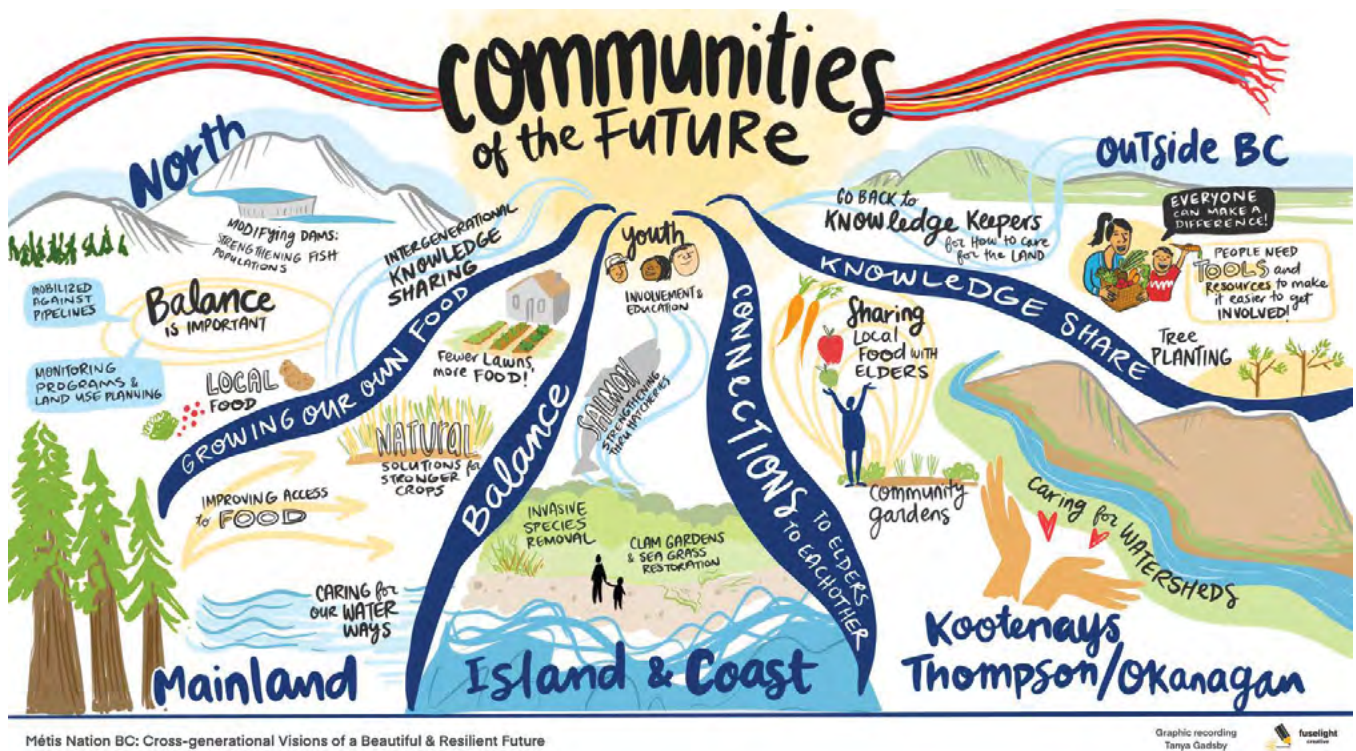 Communities
of the FUTURe
North
MODIFYING DAMS:
STRENGTHENING FISH
POPULATIONS
MOBILIZED
AGAINST
PIPELINES
Balance
IS IMPORTANT
MONITORING
PROGRAMS &
LAND USE PLANNING
LOCAL
FOOD
INTERGENERATIONAL
KNOWLEDGE
SHARING
GROWING OUR OWN FOOD
Fewer Lawns,
more FOOD!
NATURAL
SOLUTIONS for
STRONGER
CROPS
IMPROVING ACCESS
to FOOD
CARING for
our WATER
WAYS
Mainland
Youth
INVOLVEMENT &
EDUCATION
SALMON
STRENGTHENING
THRU HATCHERIES
Balance
INVASIVE
SPECIES
REMOVAL
CLAM GARDENS
& SEA GRASS
RESTORATION
Island & Coast
CONNeCTIONS TO ELDERS
TO EACHOTHER
OUTSIDE BC
GO BACK to
KNOWLedge Keepers
for HOW to CARE
for the LAND
KNOWLEDGE SHARE
EVERYONE
CAN MAKE A
DIFFERENCE!
PEOPLE NEED
TOOLS and
RESOURCES to make
it easier to get
INVOLVED!
Tree
PLANTING
Sharing
LOCAL
FOOD WITH
ELDERS
COMMUNITY
gardens
Caring for WATERSHEDS
Kootenays
Thompson/Okanagan
Métis Nation BC: Cross-generational Visions of a Beautiful & Resilient Future
Graphic recording
Tanya Gadsby
fuselight
creative